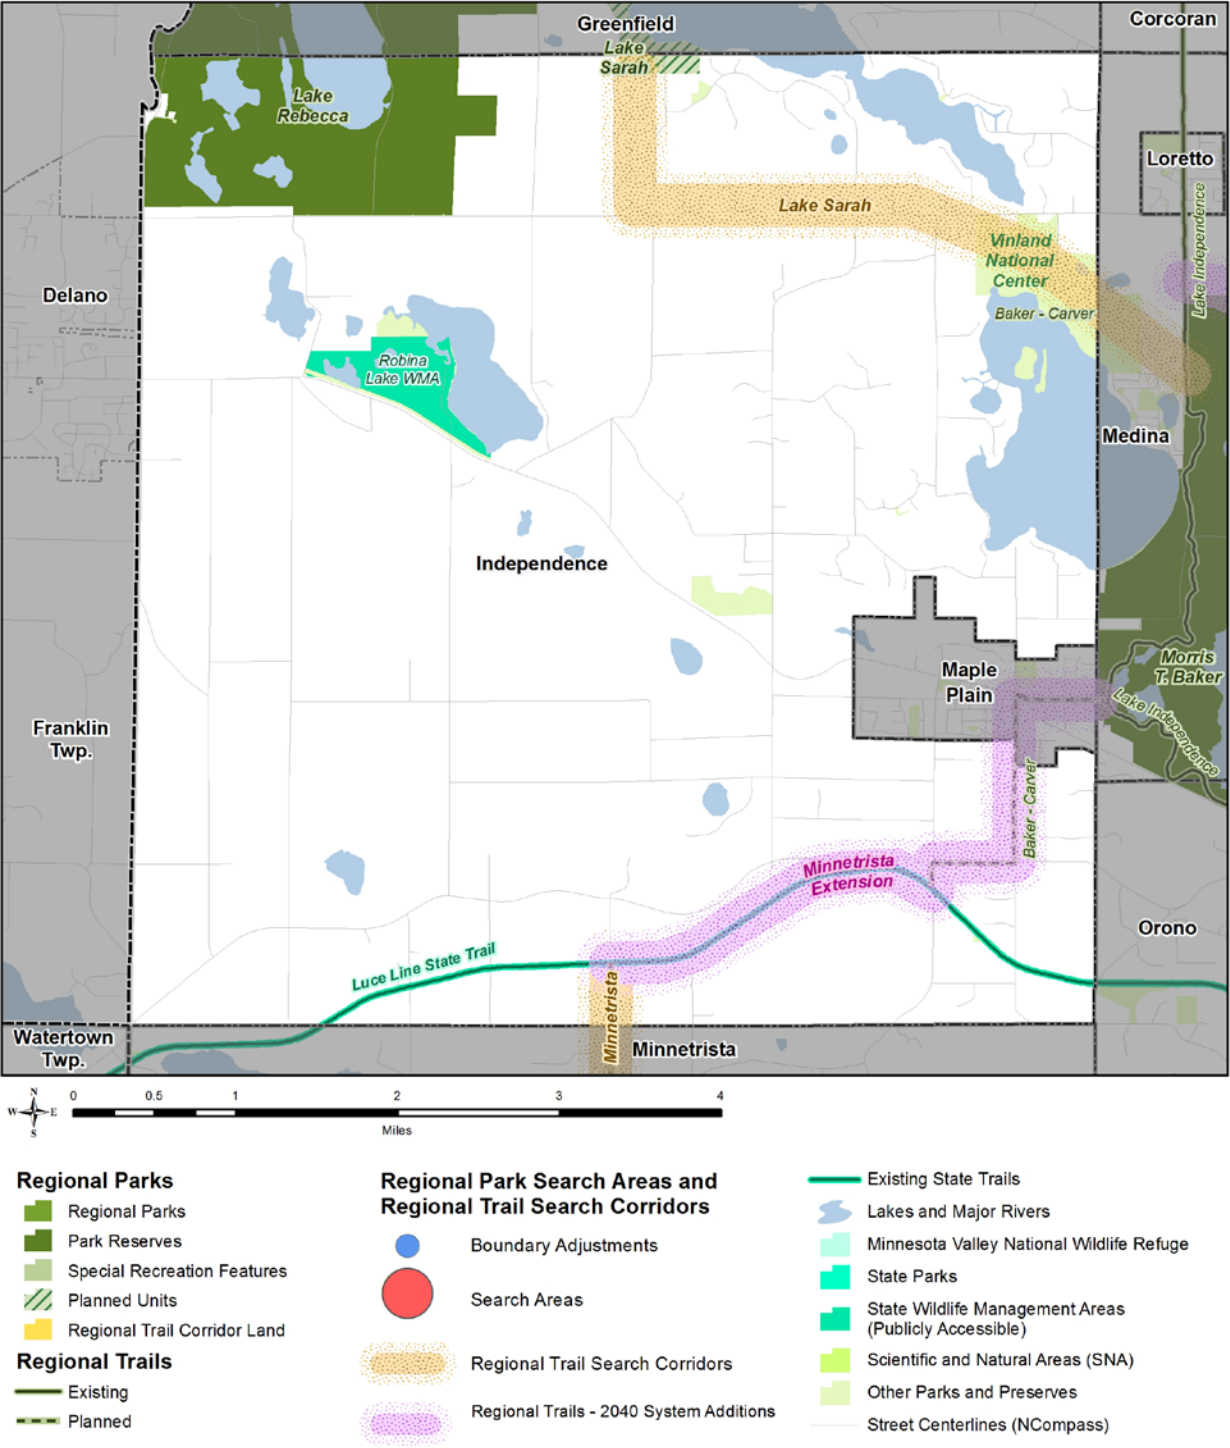 Greenfield
Corcoran
Lake
Sarah
Lake
Rebecca
Loretto
Lake Sarah
Lake Independence
Vinland
National
Center
Delano
Baker - Carver
Robina
Lake WMA
Medina
Independence
Maple
Plain
Morris
T. Baker
Lake Independence
Franklin
Twp.
Baker - Carver
Minnetrista
Extension
Orono
Luce Line State Trail
Minnetrista
Watertown
Twp.
Minnetrista
N
W E
S
0 0.5 1 2 3 4
Miles
Regional Parks
Regional Parks
Park Reserves
Special Recreation Features
Planned Units
Regional Trail Corridor Land
Regional Trails
Existing
Planned
Regional Park Search Areas and
Regional Trail Search Corridors
Boundary Adjustments
Search Areas
Regional Trail Search Corridors
Regional Trails - 2040 System Additions
Existing State Trails
Lakes and Major Rivers
Minnesota Valley National Wildlife Refuge
State Parks
State Wildlife Management Areas
(Publicly Accessible)
Scientific and Natural Areas (SNA)
Other Parks and Preserves
Street Centerlines (NCompass)